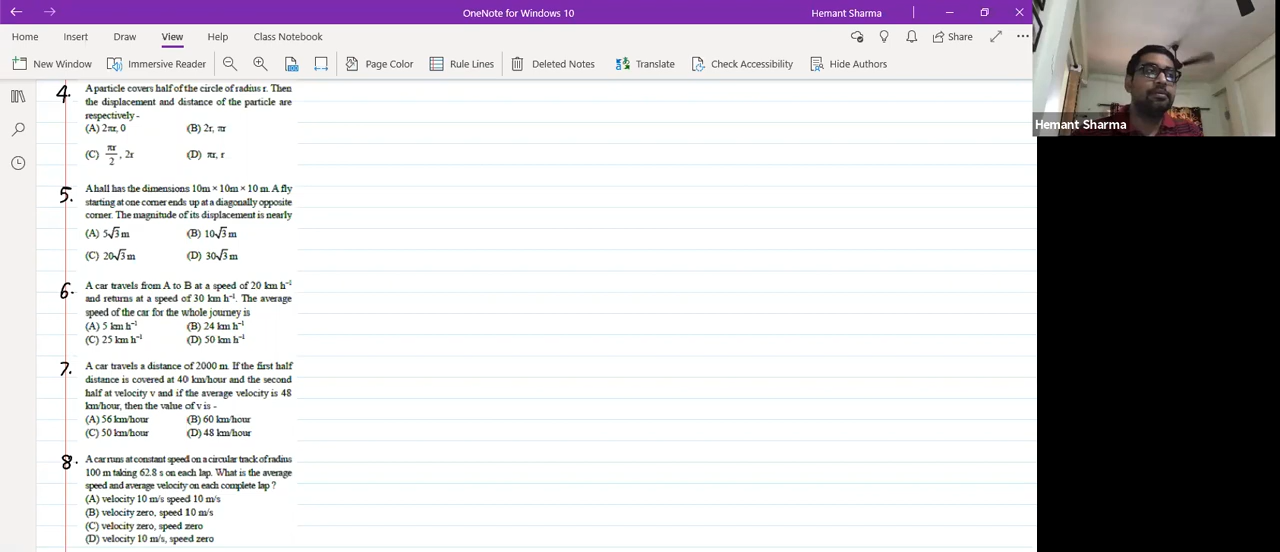 OneNote for Windows 10
Hemant Sharma
Home Insert Draw View Help Class Notebook
Share
New Window Immersive Reader Page Color Rule Lines Deleted Notes Translate Check Accessibility Hide Authors
Hemant Sharma
4. A particle covers half of the circle of radius r. Then
the displacement and distance of the particle are
respectively -
(A) 2πr, 0 (B) 2r, πr
(C) πr/2, 2r (D) πr, r
5. A hall has the dimensions 10m × 10m × 10 m. A fly
starting at one corner ends up at a diagonally opposite
corner. The magnitude of its displacement is nearly
(A) 5√3 m (B) 10√3 m
(C) 20√3 m (D) 30√3 m
6. A car travels from A to B at a speed of 20 km h⁻¹
and returns at a speed of 30 km h⁻¹. The average
speed of the car for the whole journey is
(A) 5 km h⁻¹ (B) 24 km h⁻¹
(C) 25 km h⁻¹ (D) 50 km h⁻¹
7. A car travels a distance of 2000 m. If the first half
distance is covered at 40 km/hour and the second
half at velocity v and if the average velocity is 48
km/hour, then the value of v is -
(A) 56 km/hour (B) 60 km/hour
(C) 50 km/hour (D) 48 km/hour
8. A car runs at constant speed on a circular track of radius
100 m taking 62.8 s on each lap. What is the average
speed and average velocity on each complete lap ?
(A) velocity 10 m/s speed 10 m/s
(B) velocity zero, speed 10 m/s
(C) velocity zero, speed zero
(D) velocity 10 m/s, speed zero